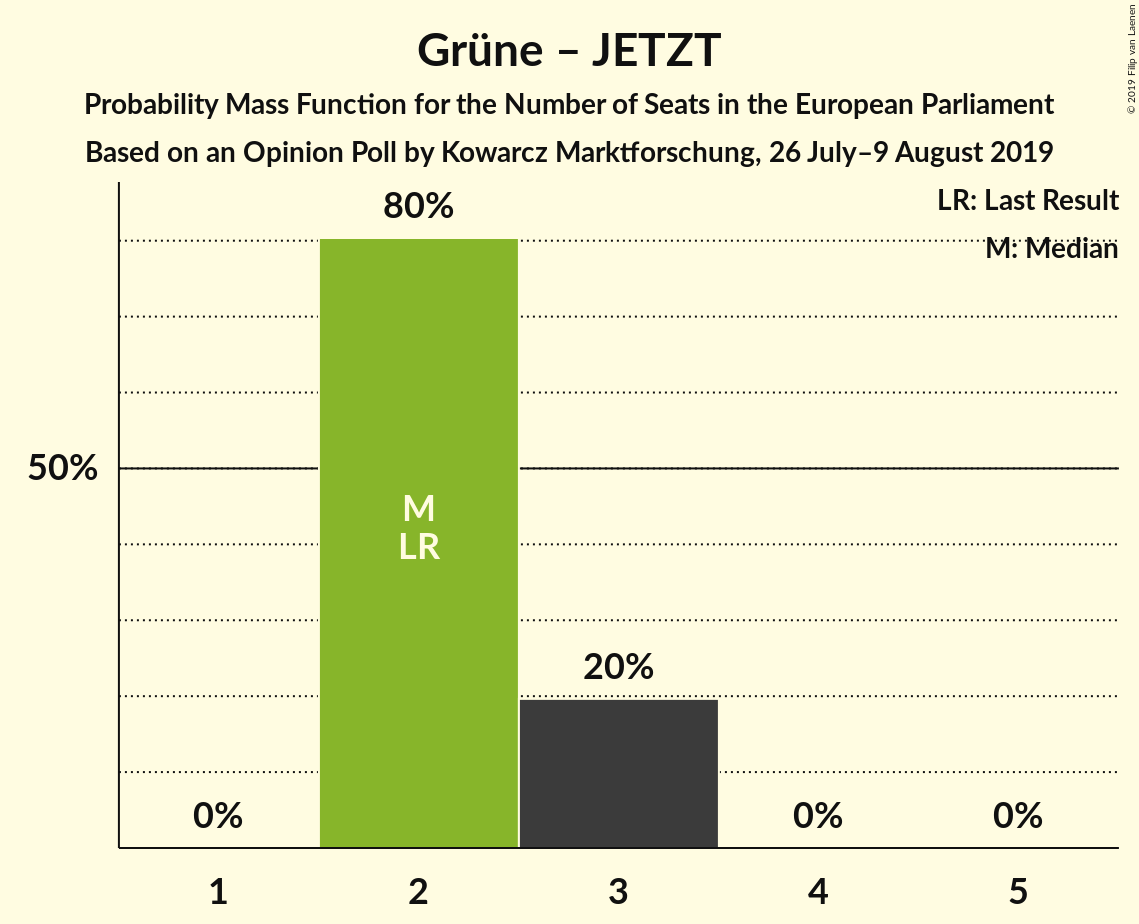 Grüne – JETZT
Probability Mass Function for the Number of Seats in the European Parliament
Based on an Opinion Poll by Kowarcz Marktforschung, 26 July–9 August 2019
© 2019 Filip van Laenen
LR: Last Result
M: Median
80%
50%
M
LR
20%
0%
0%
0%
1
2
3
4
5